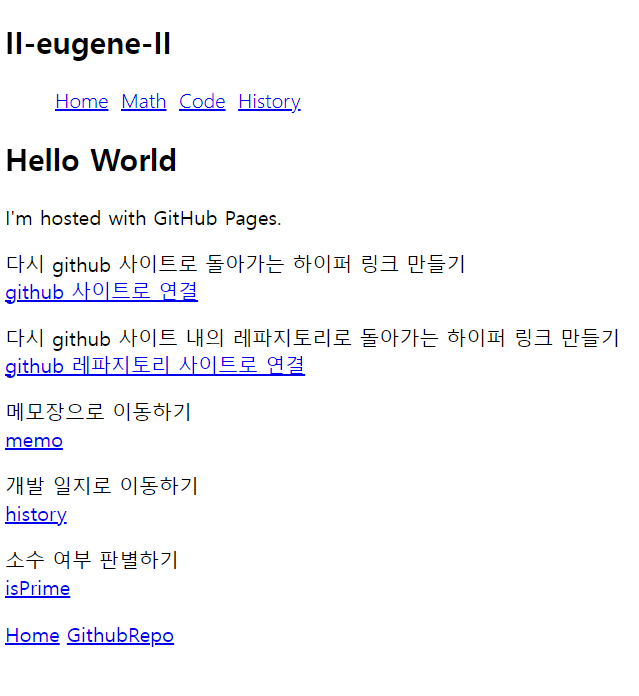 II-eugene-II
Home Math Code History
Hello World
I'm hosted with GitHub Pages.
다시 github 사이트로 돌아가는 하이퍼 링크 만들기
github 사이트로 연결
다시 github 사이트 내의 레파지토리로 돌아가는 하이퍼 링크 만들기
github 레파지토리 사이트로 연결
메모장으로 이동하기
memo
개발 일지로 이동하기
history
소수 여부 판별하기
isPrime
Home GithubRepo